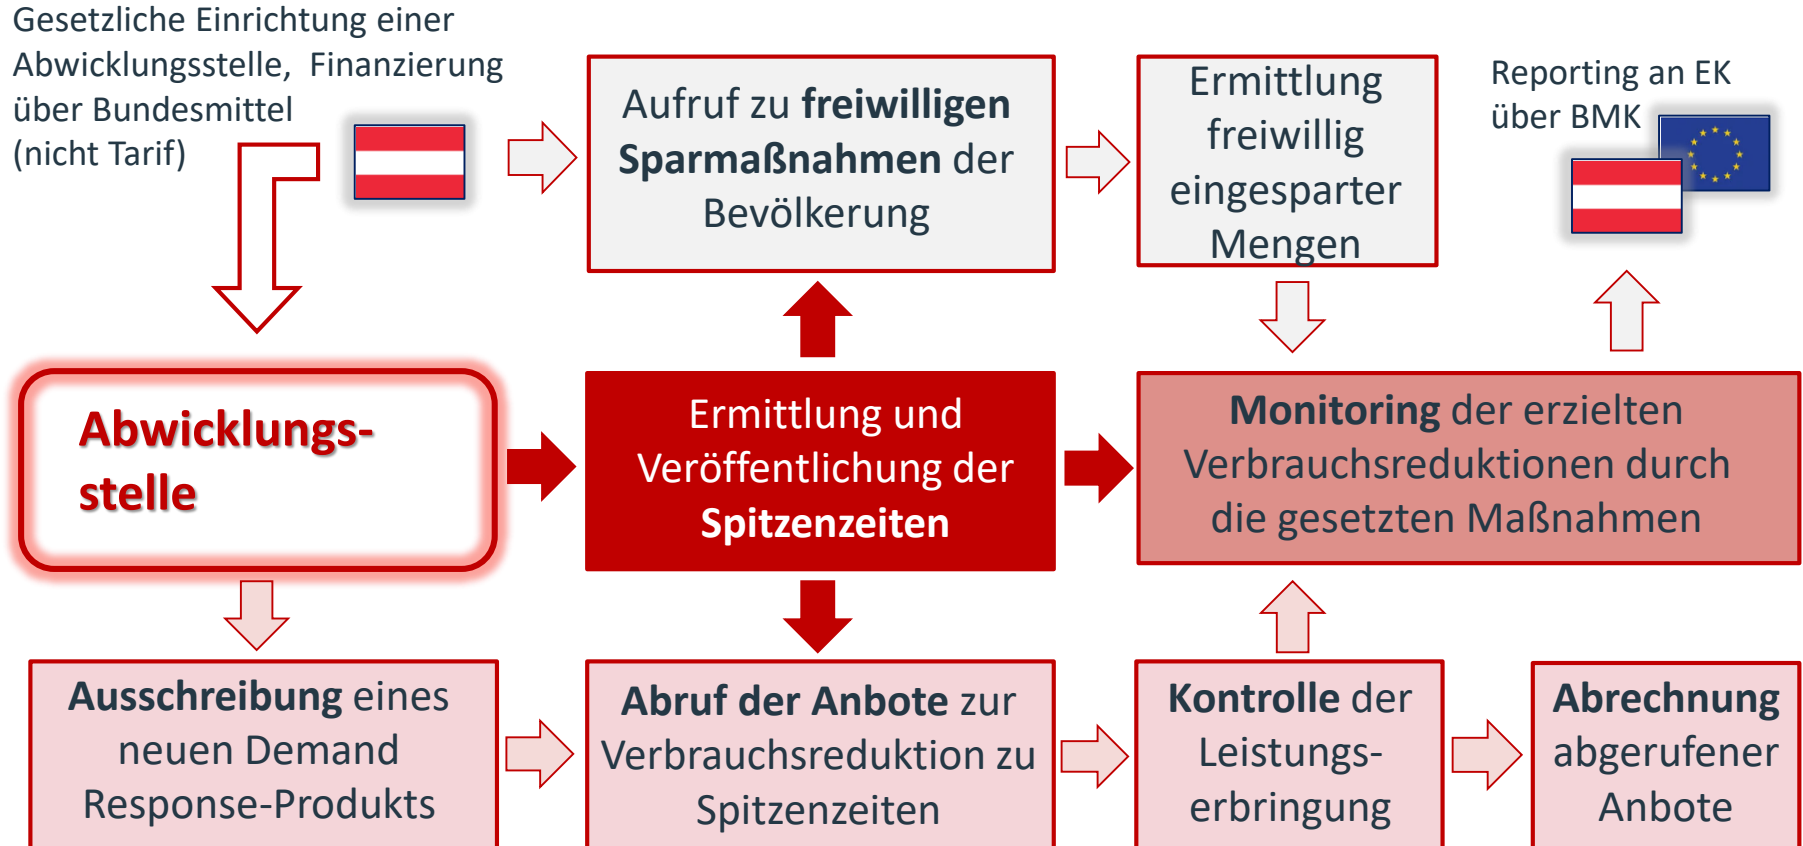 Gesetzliche Einrichtung einer
Abwicklungsstelle, Finanzierung
über Bundesmittel
(nicht Tarif)
Aufruf zu freiwilligen
Sparmaßnahmen der
Bevölkerung
Ermittlung
freiwillig
eingesparter
Mengen
Reporting an EK
über BMK
Abwicklungs-
stelle
Ermittlung und
Veröffentlichung der
Spitzenzeiten
Monitoring der erzielten
Verbrauchsreduktionen durch
die gesetzten Maßnahmen
Ausschreibung eines
neuen Demand
Response-Produkts
Abruf der Anbote zur
Verbrauchsreduktion zu
Spitzenzeiten
Kontrolle der
Leistungs-
erbringung
Abrechnung
abgerufener
Anbote